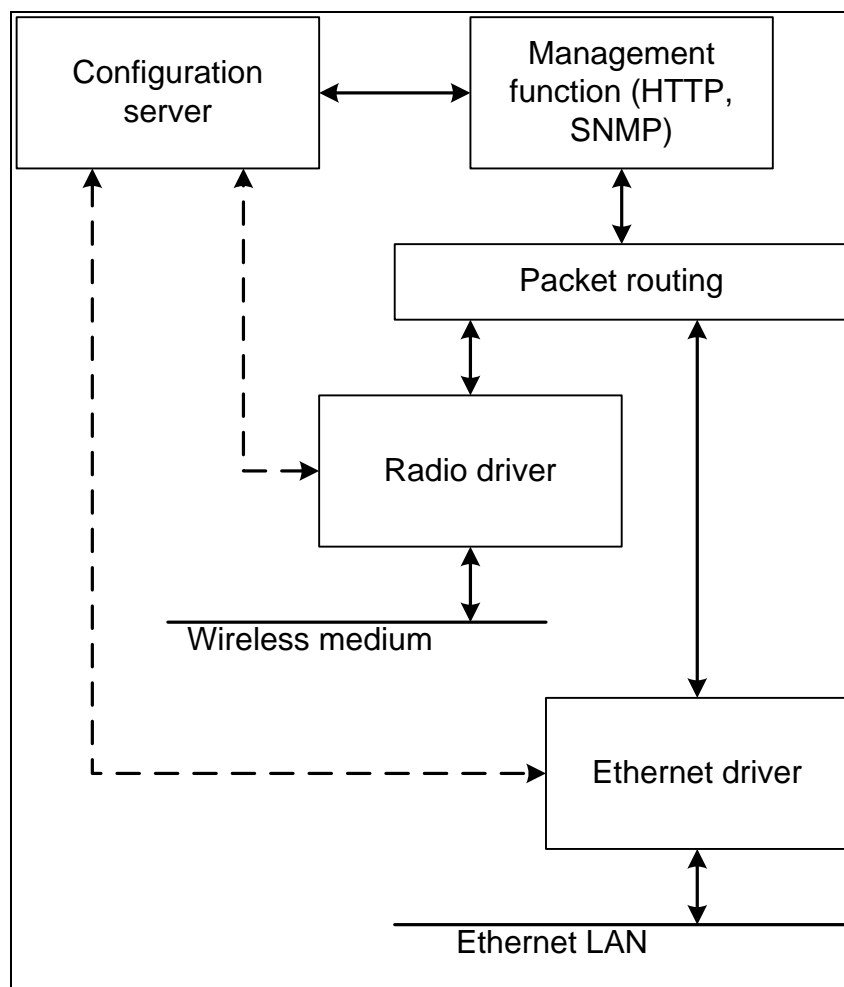 Configuration
server
Management
function (HTTP,
SNMP)
Packet routing
Radio driver
Wireless medium
Ethernet driver
Ethernet LAN